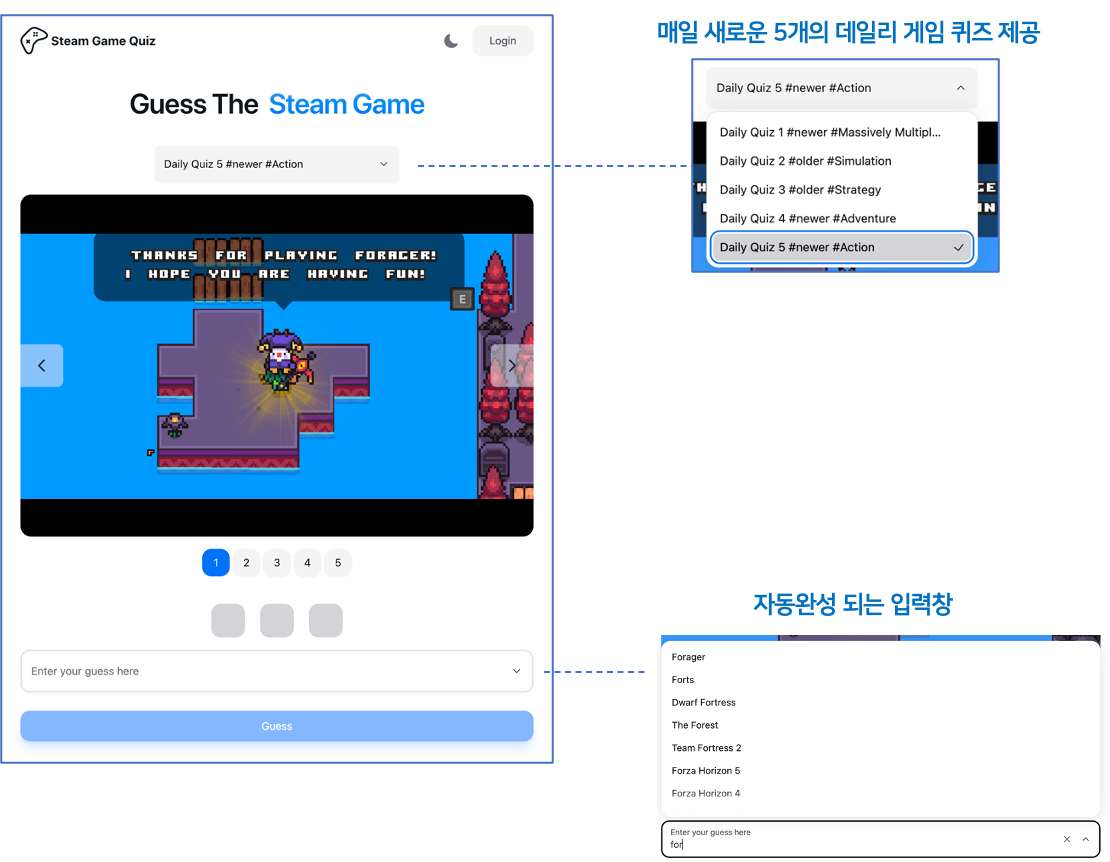 Steam Game Quiz
Login
Guess The Steam Game
Daily Quiz 5 #newer #Action
THANKS FOR PLAYING FORAGER!
I HOPE YOU ARE HAVING FUN!
E
1 2 3 4 5
Enter your guess here
Guess
매일 새로운 5개의 데일리 게임 퀴즈 제공
Daily Quiz 5 #newer #Action
Daily Quiz 1 #newer #Massively Multipl...
Daily Quiz 2 #older #Simulation
Daily Quiz 3 #older #Strategy
Daily Quiz 4 #newer #Adventure
Daily Quiz 5 #newer #Action
자동완성 되는 입력창
Forager
Forts
Dwarf Fortress
The Forest
Team Fortress 2
Forza Horizon 5
Forza Horizon 4
Enter your guess here
for